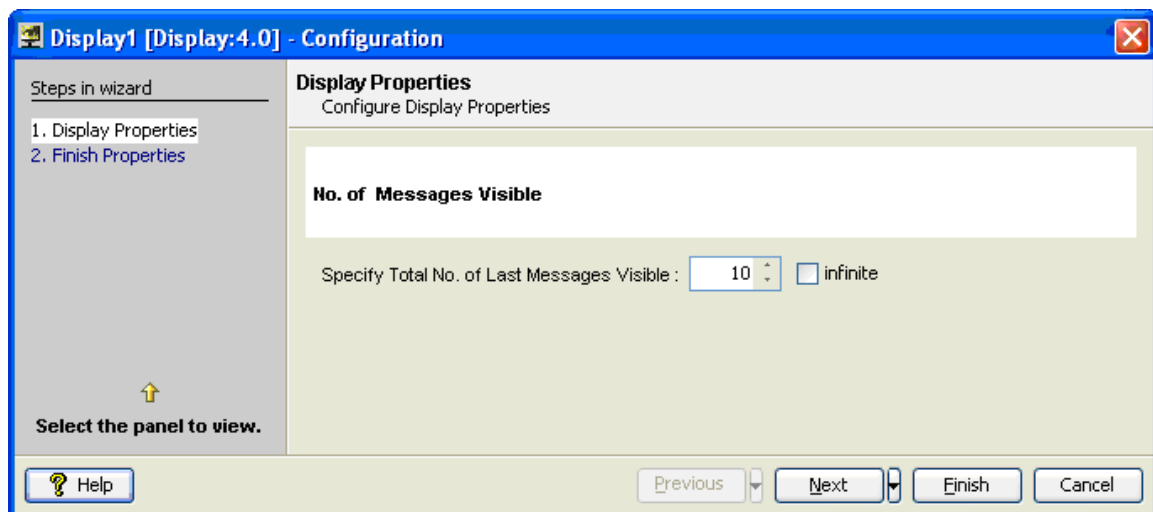 Display1 [Display:4.0] - Configuration
Steps in wizard
1. Display Properties
2. Finish Properties
Select the panel to view.
Display Properties
Configure Display Properties
No. of Messages Visible
Specify Total No. of Last Messages Visible : 10 infinite
Help Previous Next Finish Cancel